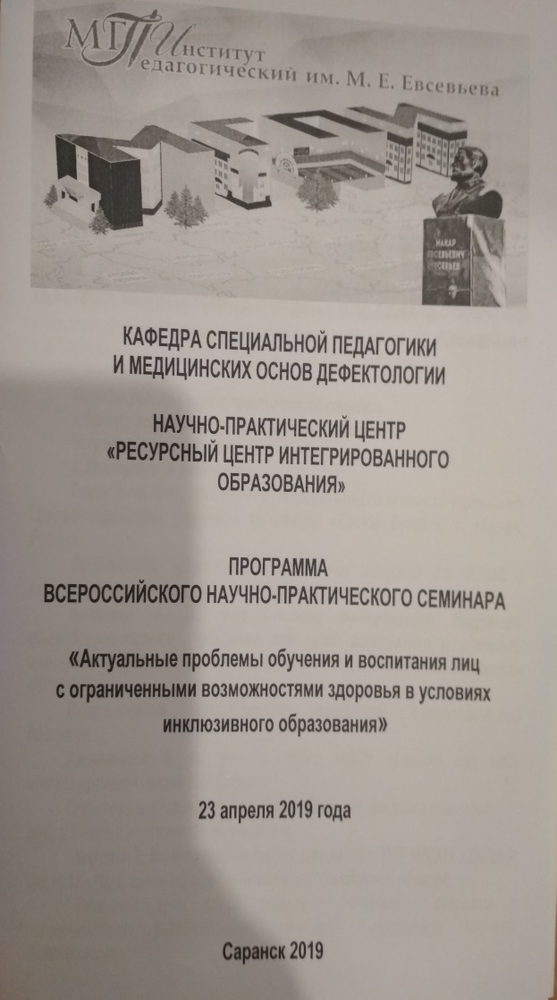 МГПИнститут
едагогический им. М. Е. Евсевьева
МАКАР
ЕВСЕВЬЕВИЧ
ЕВСЕВЬЕВ
КАФЕДРА СПЕЦИАЛЬНОЙ ПЕДАГОГИКИ
И МЕДИЦИНСКИХ ОСНОВ ДЕФЕКТОЛОГИИ
НАУЧНО-ПРАКТИЧЕСКИЙ ЦЕНТР
«РЕСУРСНЫЙ ЦЕНТР ИНТЕГРИРОВАННОГО
ОБРАЗОВАНИЯ»
ПРОГРАММА
ВСЕРОССИЙСКОГО НАУЧНО-ПРАКТИЧЕСКОГО СЕМИНАРА
«Актуальные проблемы обучения и воспитания лиц
с ограниченными возможностями здоровья в условиях
инклюзивного образования»
23 апреля 2019 года
Саранск 2019